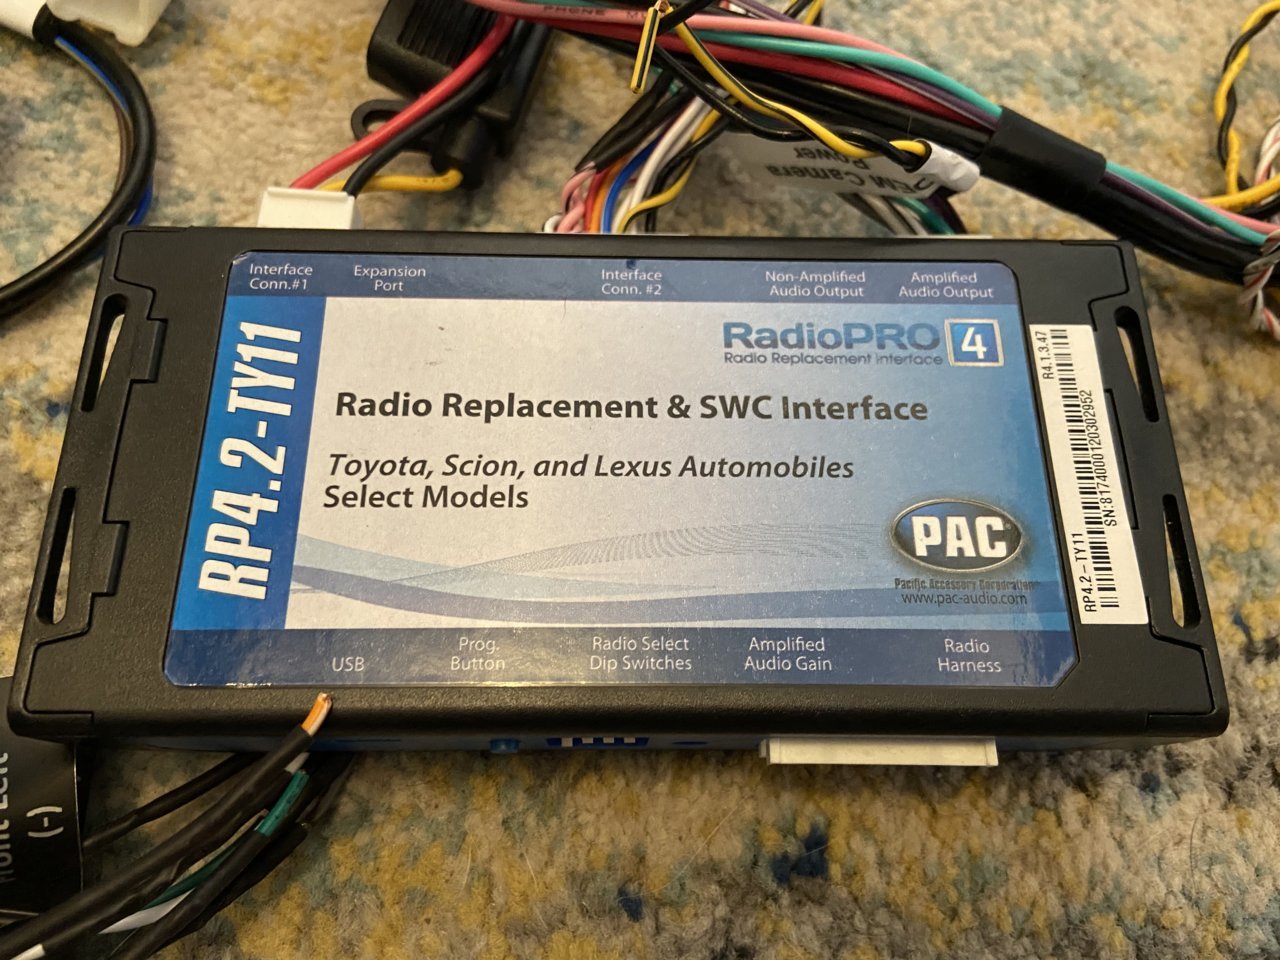 OEM Camera
Power
Interface
Conn.#1
Expansion
Port
Interface
Conn. #2
Non-Amplified
Audio Output
Amplified
Audio Output
RP4.2-TY11
RadioPRO 4
Radio Replacement Interface
Radio Replacement & SWC Interface
Toyota, Scion, and Lexus Automobiles
Select Models
PAC
Pacific Accessory Corporation
www.pac-audio.com
R4.1.3.47
RP4.2-TY11
SN:8174000120302952
USB
Prog.
Button
Radio Select
Dip Switches
Amplified
Audio Gain
Radio
Harness
Left
(-)